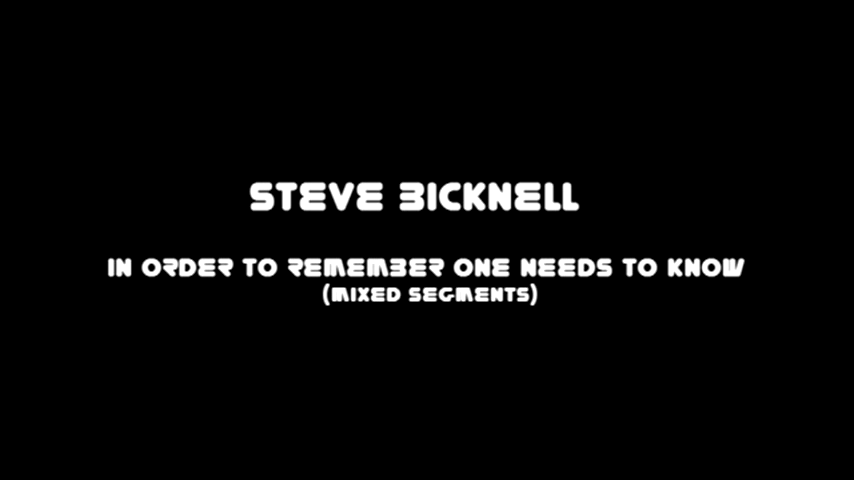 STEVE BICKNELL
IN ORDER TO REMEMBER ONE NEEDS TO KNOW
(MIXED SEGMENTS)